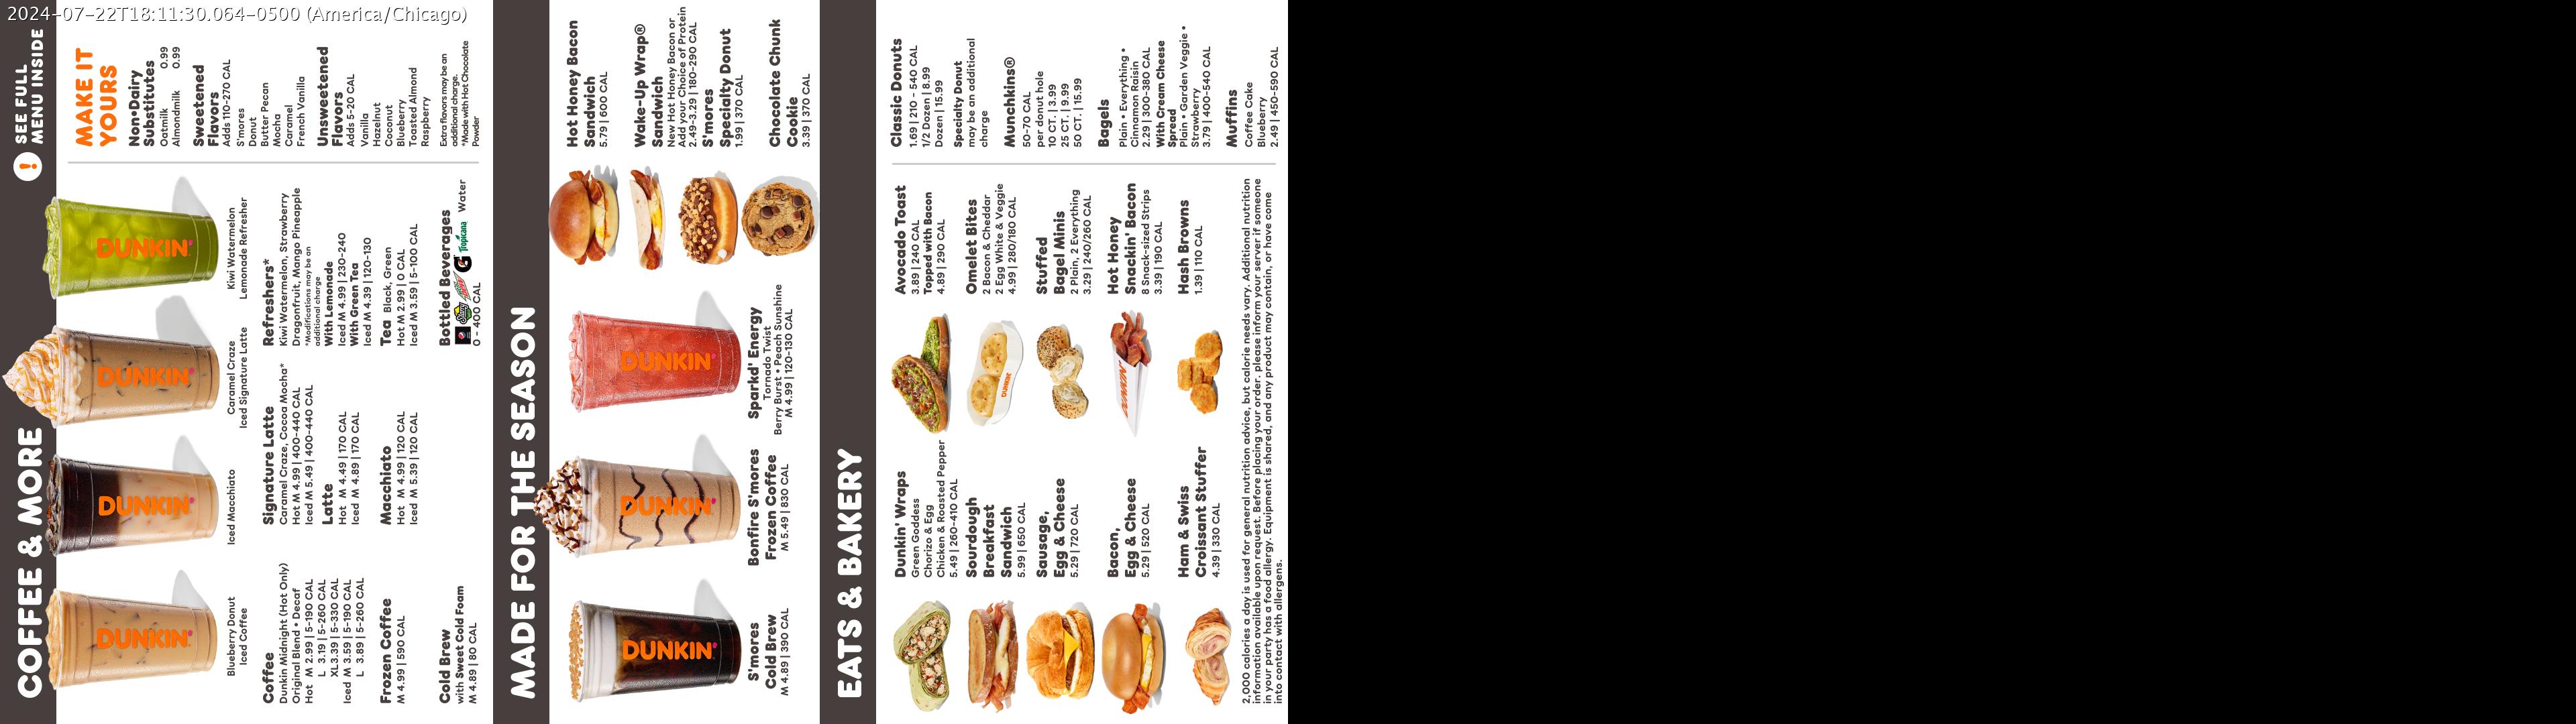 2024-07-22T18:11:30.064-0500 (America/Chicago)
COFFEE & MORE
! SEE FULL
MENU INSIDE
DUNKIN'
DUNKIN'
DUNKIN'
DUNKIN'
Blueberry Donut
Iced Coffee
Iced Macchiato
Caramel Craze
Iced Signature Latte
Kiwi Watermelon
Lemonade Refresher
Coffee
Dunkin Midnight (Hot Only)
Original Blend • Decaf
Hot M 2.99 | 5-190 CAL
L 3.19 | 5-260 CAL
XL3.39 | 5-330 CAL
Iced M 3.59 | 5-190 CAL
L 3.89 | 5-260 CAL
Frozen Coffee
M 4.99 | 590 CAL
Cold Brew
with Sweet Cold Foam
M 4.89 | 80 CAL
Signature Latte
Caramel Craze, Cocoa Mocha*
Hot M 4.99 | 400-440 CAL
Iced M 5.49 | 400-440 CAL
Latte
Hot M 4.49 | 170 CAL
Iced M 4.89 | 170 CAL
Macchiato
Hot M 4.99 | 120 CAL
Iced M 5.39 | 120 CAL
Refreshers*
Kiwi Watermelon, Strawberry
Dragonfruit, Mango Pineapple
*Modifications may be an
additional charge
With Lemonade
Iced M 4.99 | 230-240
With Green Tea
Iced M 4.39 | 120-130
Tea Black, Green
Hot M 2.99 | 0 CAL
Iced M 3.59 | 5-100 CAL
Bottled Beverages
G Tropicana Water
0 - 400 CAL
MAKE IT
YOURS
Non•Dairy
Substitutes
Oatmilk 0.99
Almondmilk 0.99
Sweetened
Flavors
Adds 110-270 CAL
S'mores
Donut
Butter Pecan
Mocha
Caramel
French Vanilla
Unsweetened
Flavors
Adds 5-20 CAL
Vanilla
Hazelnut
Coconut
Blueberry
Toasted Almond
Raspberry
Extra flavors may be an
additional charge.
*Made with Hot Chocolate
Powder
MADE FOR THE SEASON
DUNKIN'
DUNKIN'
DUNKIN'
S'mores
Cold Brew
M 4.89 | 390 CAL
Bonfire S'mores
Frozen Coffee
M 5.49 | 830 CAL
Sparkd' Energy
Tornado Twist
Berry Burst • Peach Sunshine
M 4.99 | 120-130 CAL
Hot Honey Bacon
Sandwich
5.79 | 600 CAL
Wake-Up Wrap®
Sandwich
New Hot Honey Bacon or
Add your Choice of Protein
2.49-3.29 | 180-290 CAL
S'mores
Specialty Donut
1.99 | 370 CAL
Chocolate Chunk
Cookie
3.39 | 370 CAL
EATS & BAKERY
Dunkin' Wraps
Green Goddess
Chorizo & Egg
Chicken & Roasted Pepper
5.49 | 260-410 CAL
Sourdough
Breakfast
Sandwich
5.99 | 650 CAL
Sausage,
Egg & Cheese
5.29 | 720 CAL
Bacon,
Egg & Cheese
5.29 | 520 CAL
Ham & Swiss
Croissant Stuffer
4.39 | 330 CAL
DUNKIN'
DUNKIN'
Avocado Toast
3.89 | 240 CAL
Topped with Bacon
4.89 | 290 CAL
Omelet Bites
2 Bacon & Cheddar
2 Egg White & Veggie
4.99 | 280/180 CAL
Stuffed
Bagel Minis
2 Plain, 2 Everything
3.29 | 240/260 CAL
Hot Honey
Snackin' Bacon
8 Snack-sized Strips
3.39 | 190 CAL
Hash Browns
1.39 | 110 CAL
Classic Donuts
1.69 | 210 - 540 CAL
1/2 Dozen | 8.99
Dozen | 15.99
Specialty Donut
may be an additional
charge
Munchkins®
50-70 CAL
per donut hole
10 CT. | 3.99
25 CT. | 9.99
50 CT. | 15.99
Bagels
Plain • Everything •
Cinnamon Raisin
2.29 | 300-380 CAL
With Cream Cheese
Spread
Plain • Garden Veggie •
Strawberry
3.79 | 400-540 CAL
Muffins
Coffee Cake
Blueberry
2.49 | 450-590 CAL
2,000 calories a day is used for general nutrition advice, but calorie needs vary. Additional nutrition
information available upon request. Before placing your order, please inform your server if someone
in your party has a food allergy. Equipment is shared, and any product may contain, or have come
into contact with allergens.